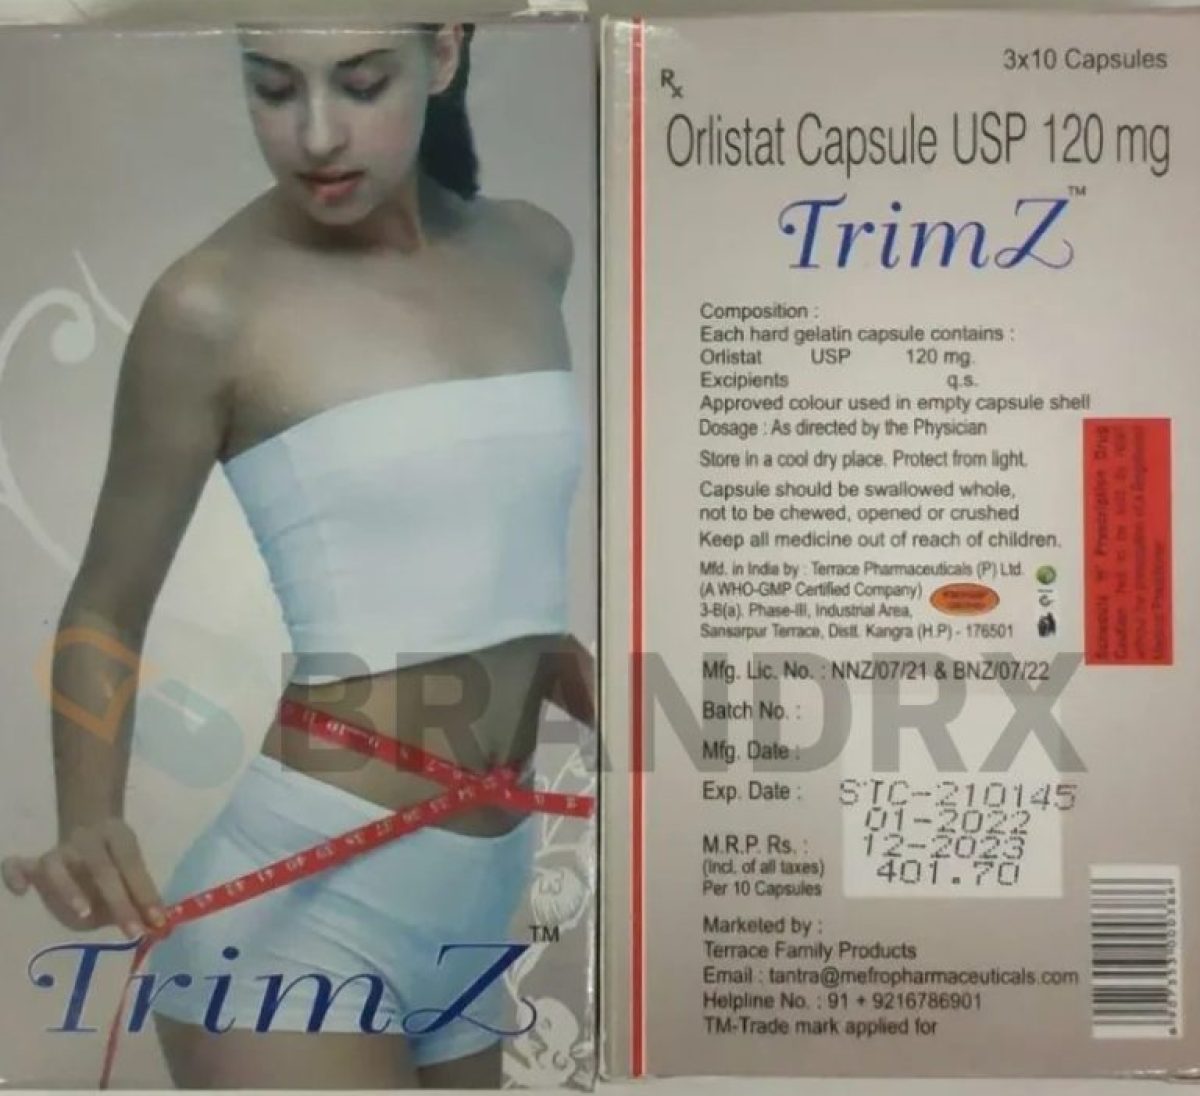 TrimZ TM
3x10 Capsules
Rx
Orlistat Capsule USP 120 mg
TrimZ™
Composition :
Each hard gelatin capsule contains :
Orlistat USP 120 mg.
Excipients q.s.
Approved colour used in empty capsule shell
Dosage : As directed by the Physician
Store in a cool dry place. Protect from light.
Capsule should be swallowed whole,
not to be chewed, opened or crushed
Keep all medicine out of reach of children.
Mfd. in India by : Terrace Pharmaceuticals (P) Ltd.
(A WHO-GMP Certified Company)
3-B(a). Phase-III, Industrial Area,
Sansarpur Terrace, Distt. Kangra (H.P) - 176501
Mfg. Lic. No. : NNZ/07/21 & BNZ/07/22
BRANDRX
Batch No. : STC-210145
Mfg. Date : 01-2022
Exp. Date : 12-2023
M.R.P. Rs. : 401.70
(Incl. of all taxes)
Per 10 Capsules
Marketed by :
Terrace Family Products
Email : tantra@mefropharmaceuticals.com
Helpline No. : 91 + 9216786901
TM-Trade mark applied for